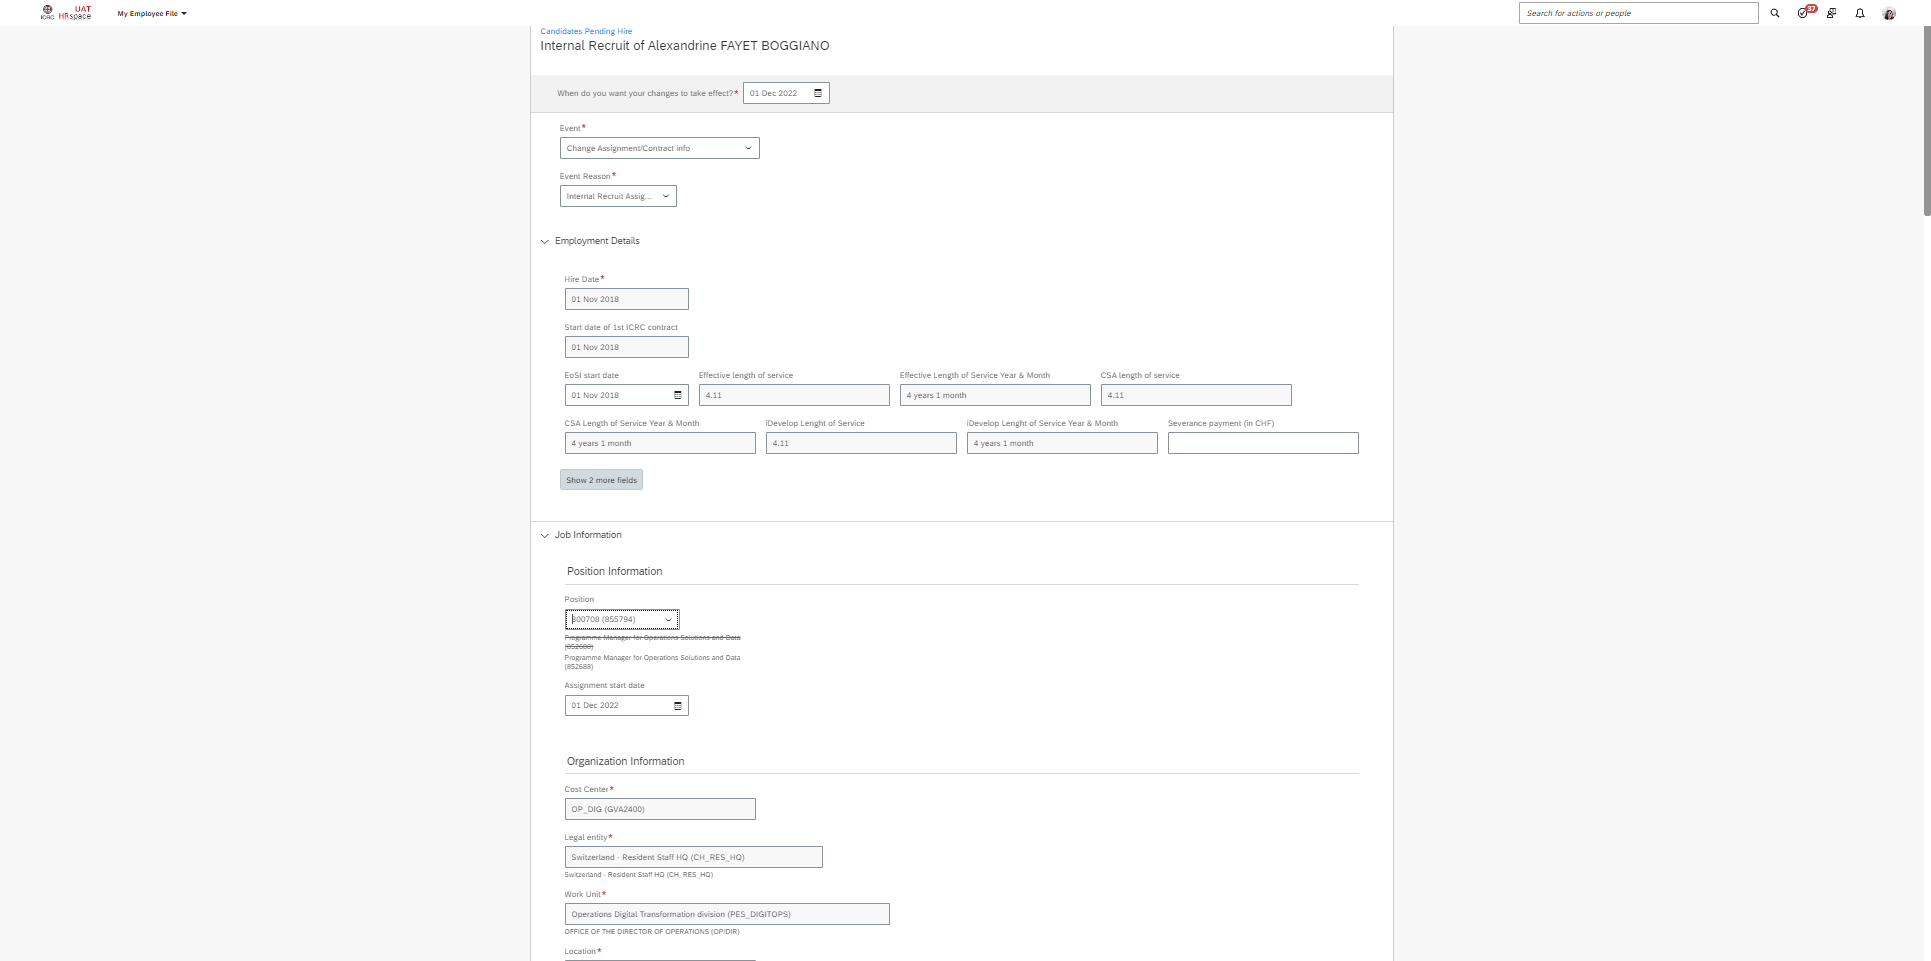 ICRC
UAT
HRspace
My Employee File
Search for actions or people
37
Candidates Pending Hire
Internal Recruit of Alexandrine FAYET BOGGIANO
When do you want your changes to take effect?* 01 Dec 2022
Event*
Change Assignment/Contract info
Event Reason*
Internal Recruit Assig...
Employment Details
Hire Date*
01 Nov 2018
Start date of 1st ICRC contract
01 Nov 2018
EoSI start date Effective length of service Effective Length of Service Year & Month CSA length of service
01 Nov 2018 4.11 4 years 1 month 4.11
CSA Length of Service Year & Month iDevelop Lenght of Service iDevelop Lenght of Service Year & Month Severance payment (in CHF)
4 years 1 month 4.11 4 years 1 month
Show 2 more fields
Job Information
Position Information
Position
800708 (855794)
Programme Manager for Operations Solutions and Data
(852688)
Programme Manager for Operations Solutions and Data
(852688)
Assignment start date
01 Dec 2022
Organization Information
Cost Center*
OP_DIG (GVA2400)
Legal entity*
Switzerland - Resident Staff HQ (CH_RES_HQ)
Switzerland - Resident Staff HQ (CH_RES_HQ)
Work Unit*
Operations Digital Transformation division (PES_DIGITOPS)
OFFICE OF THE DIRECTOR OF OPERATIONS (OP/DIR)
Location*